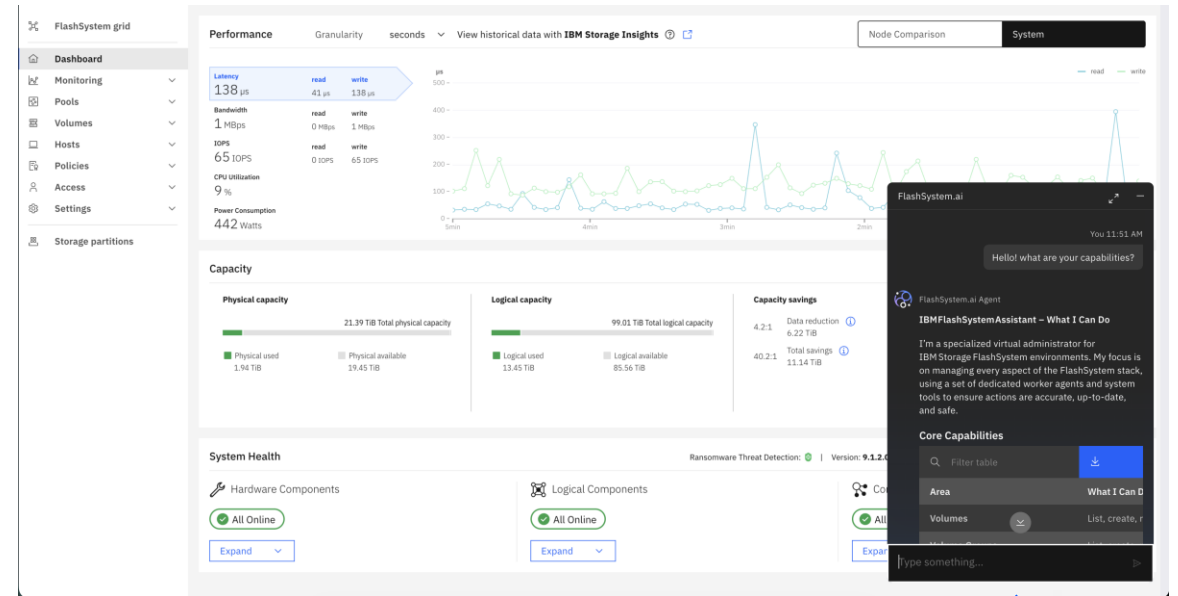 FlashSystem grid
Dashboard
Monitoring
Pools
Volumes
Hosts
Policies
Access
Settings
Storage partitions
Performance
Granularity seconds
View historical data with IBM Storage Insights
Node Comparison
System
Latency
138 µs
read
41 µs
write
138 µs
Bandwidth
1 MBps
read
0 MBps
write
1 MBps
IOPS
65 IOPS
read
0 IOPS
write
65 IOPS
CPU Utilization
9 %
Power Consumption
442 Watts
µs
read
write
500
400
300
200
100
0
5min
4min
3min
2min
Capacity
Physical capacity
21.39 TiB Total physical capacity
Physical used
1.94 TiB
Physical available
19.45 TiB
Logical capacity
99.01 TiB Total logical capacity
Logical used
13.45 TiB
Logical available
85.56 TiB
Capacity savings
4.2:1
Data reduction
6.22 TiB
40.2:1
Total savings
11.14 TiB
System Health
Ransomware Threat Detection: | Version: 9.1.2.0
Hardware Components
All Online
Expand
Logical Components
All Online
Expand
Co
All
Expan
FlashSystem.ai
You 11:51 AM
Hello! what are your capabilities?
FlashSystem.ai Agent
IBM FlashSystem Assistant – What I Can Do
I'm a specialized virtual administrator for
IBM Storage FlashSystem environments. My focus is
on managing every aspect of the FlashSystem stack,
using a set of dedicated worker agents and system
tools to ensure actions are accurate, up-to-date,
and safe.
Core Capabilities
Filter table
Area
What I Can D
Volumes
List, create, r
Type something...